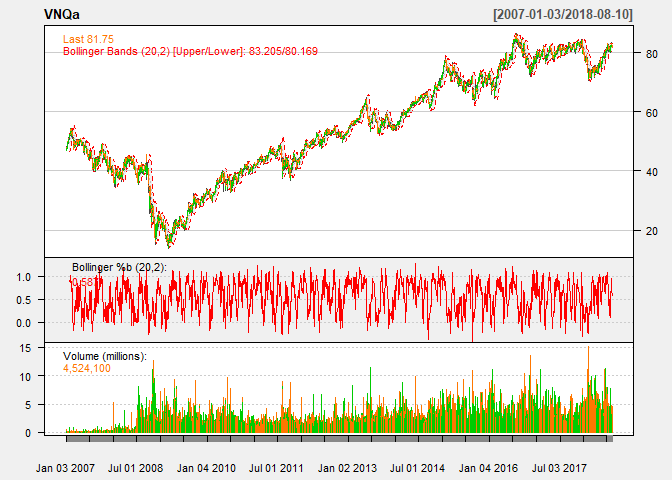 VNQa [2007-01-03/2018-08-10]
Last 81.75
Bollinger Bands (20,2) [Upper/Lower]: 83.205/80.169
80
60
40
20
Bollinger %b (20,2):
1.0
0.5
0.0
Volume (millions):
4,524,100
15
10
5
0
Jan 03 2007 Jul 01 2008 Jan 04 2010 Jul 01 2011 Jan 02 2013 Jul 01 2014 Jan 04 2016 Jul 03 2017